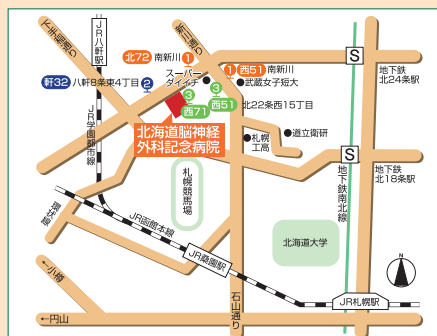 下手稲通り
新川通り
JR八軒駅
北72 南新川
1
地下鉄
北24条駅
S
スーパー
ダイイチ
1
西51 南新川
武蔵女子短大
軒32 八軒8条東4丁目
2
3
3
西71
西51 北22条西15丁目
JR学園都市線
北海道脳神経
外科記念病院
札幌
工高
道立衛研
S
地下鉄
北18条駅
札幌競馬場
地下鉄南北線
環状線
JR函館本線
北海道大学
JR桑園駅
N
←小樽
石山通り
JR札幌駅
←円山